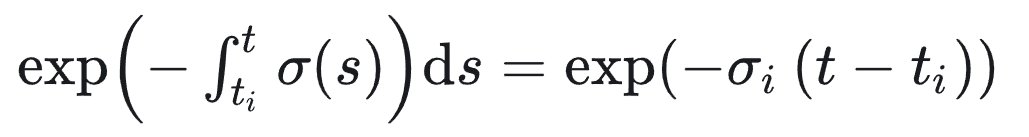 exp(− ∫_{t_i}^{t} σ(s))ds = exp(−σ_i (t − t_i))